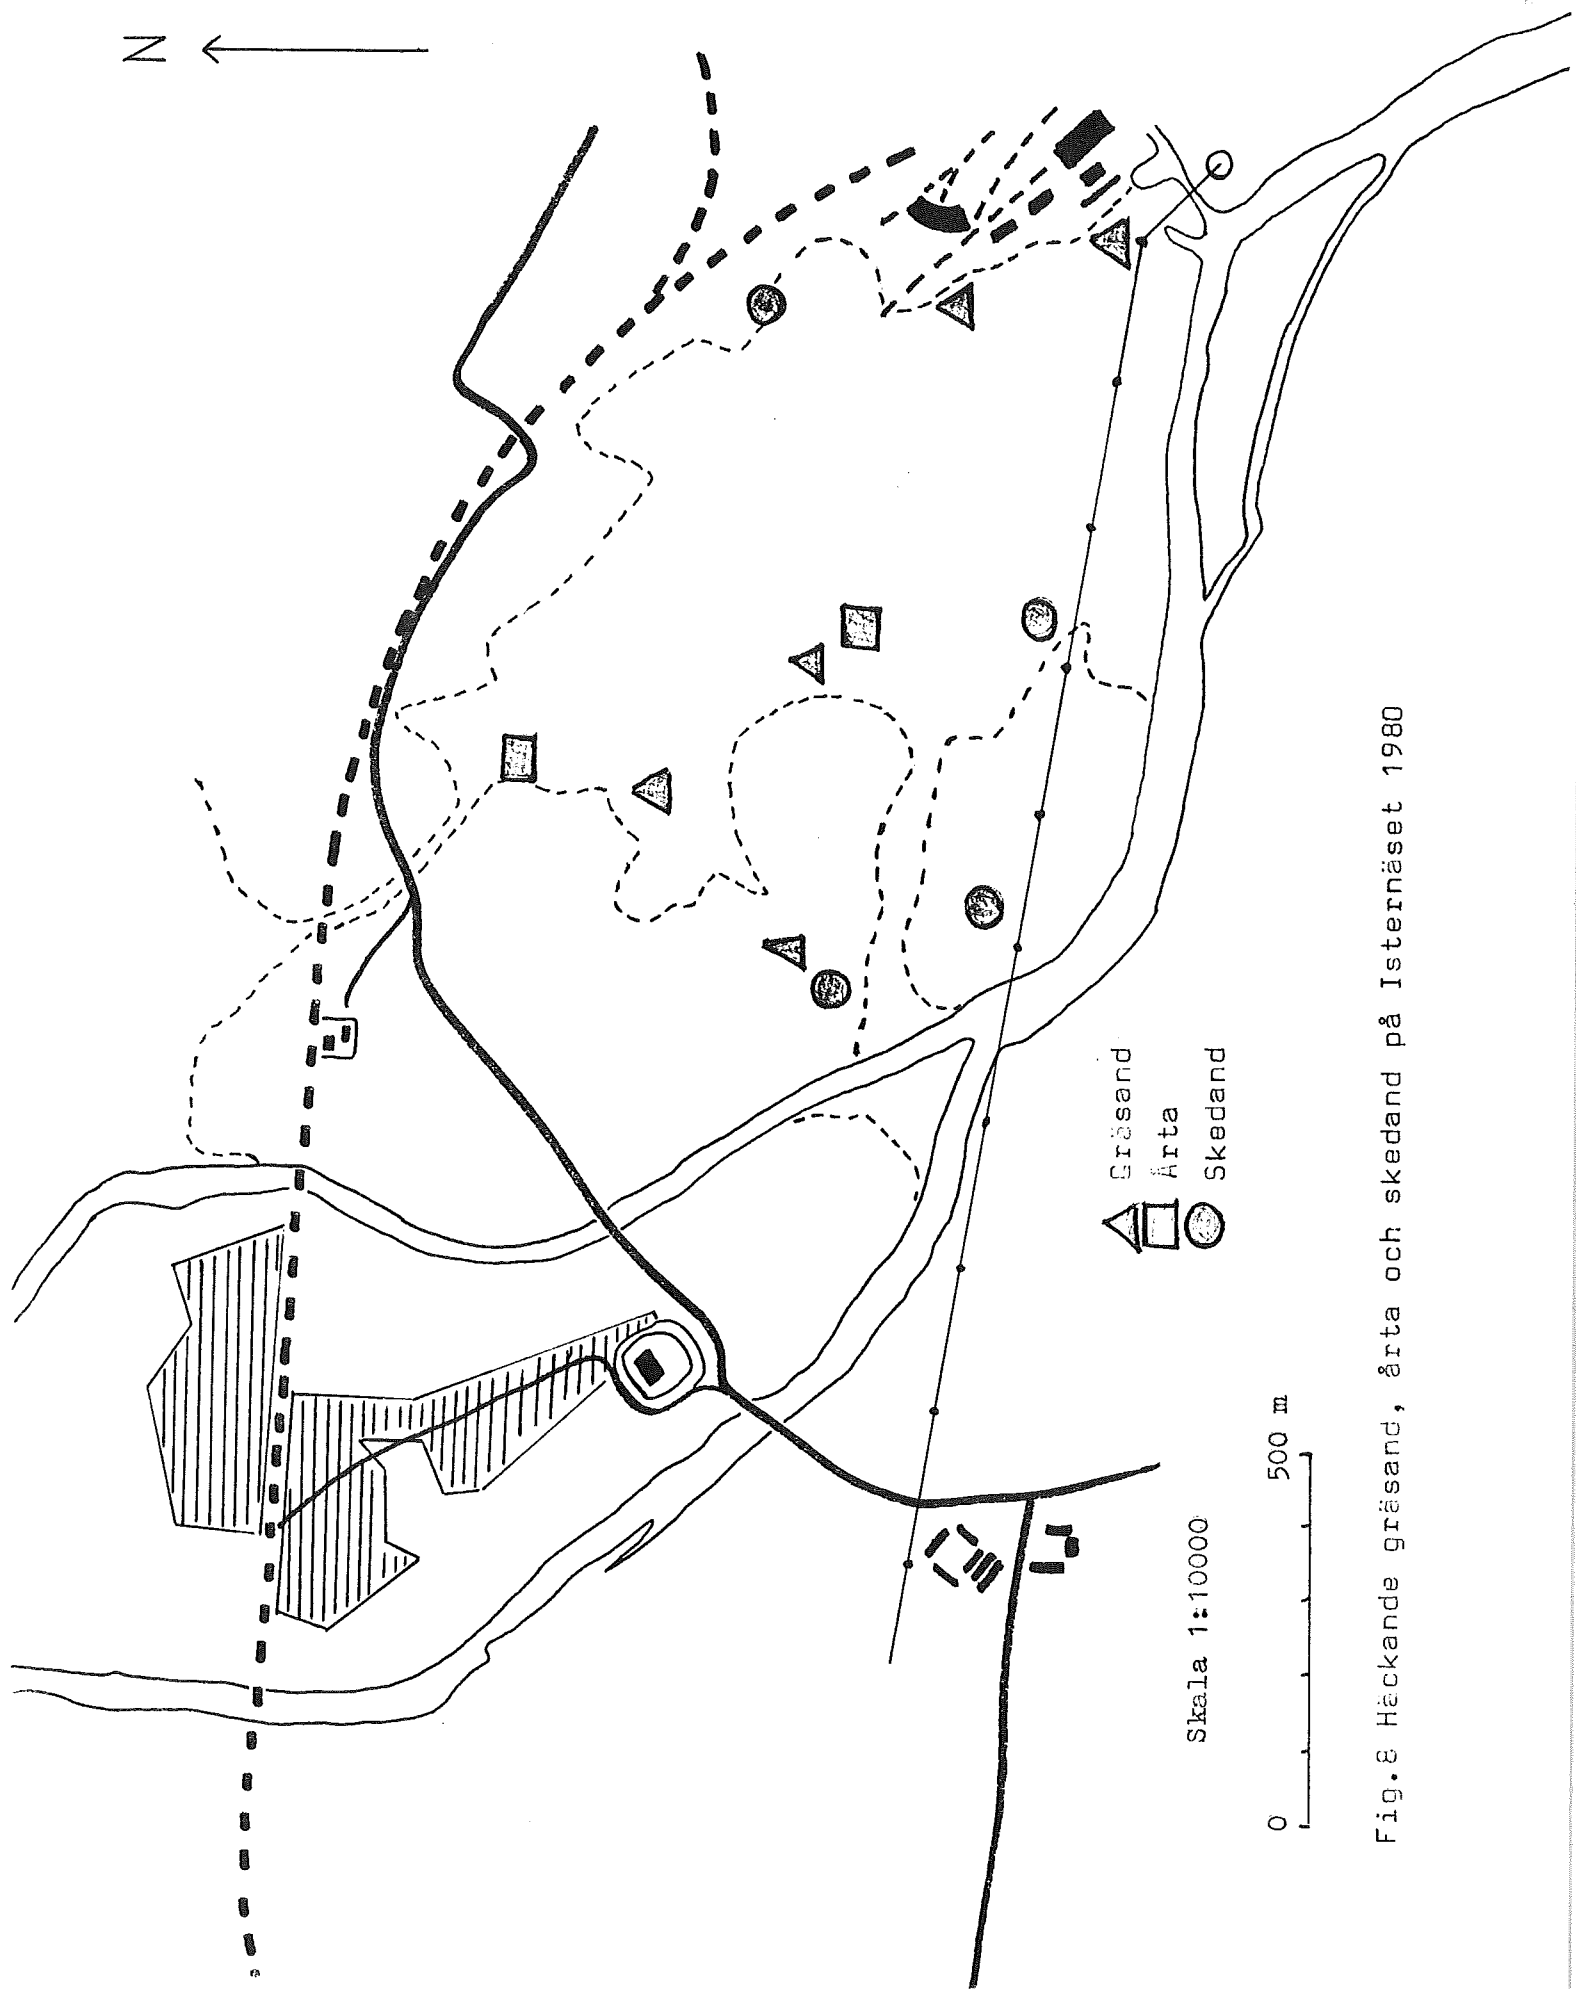 N
Gräsand
Årta
Skedand
Skala 1:10000
0 500 m
Fig.8 Häckande gräsand, årta och skedand på Isternäset 1980